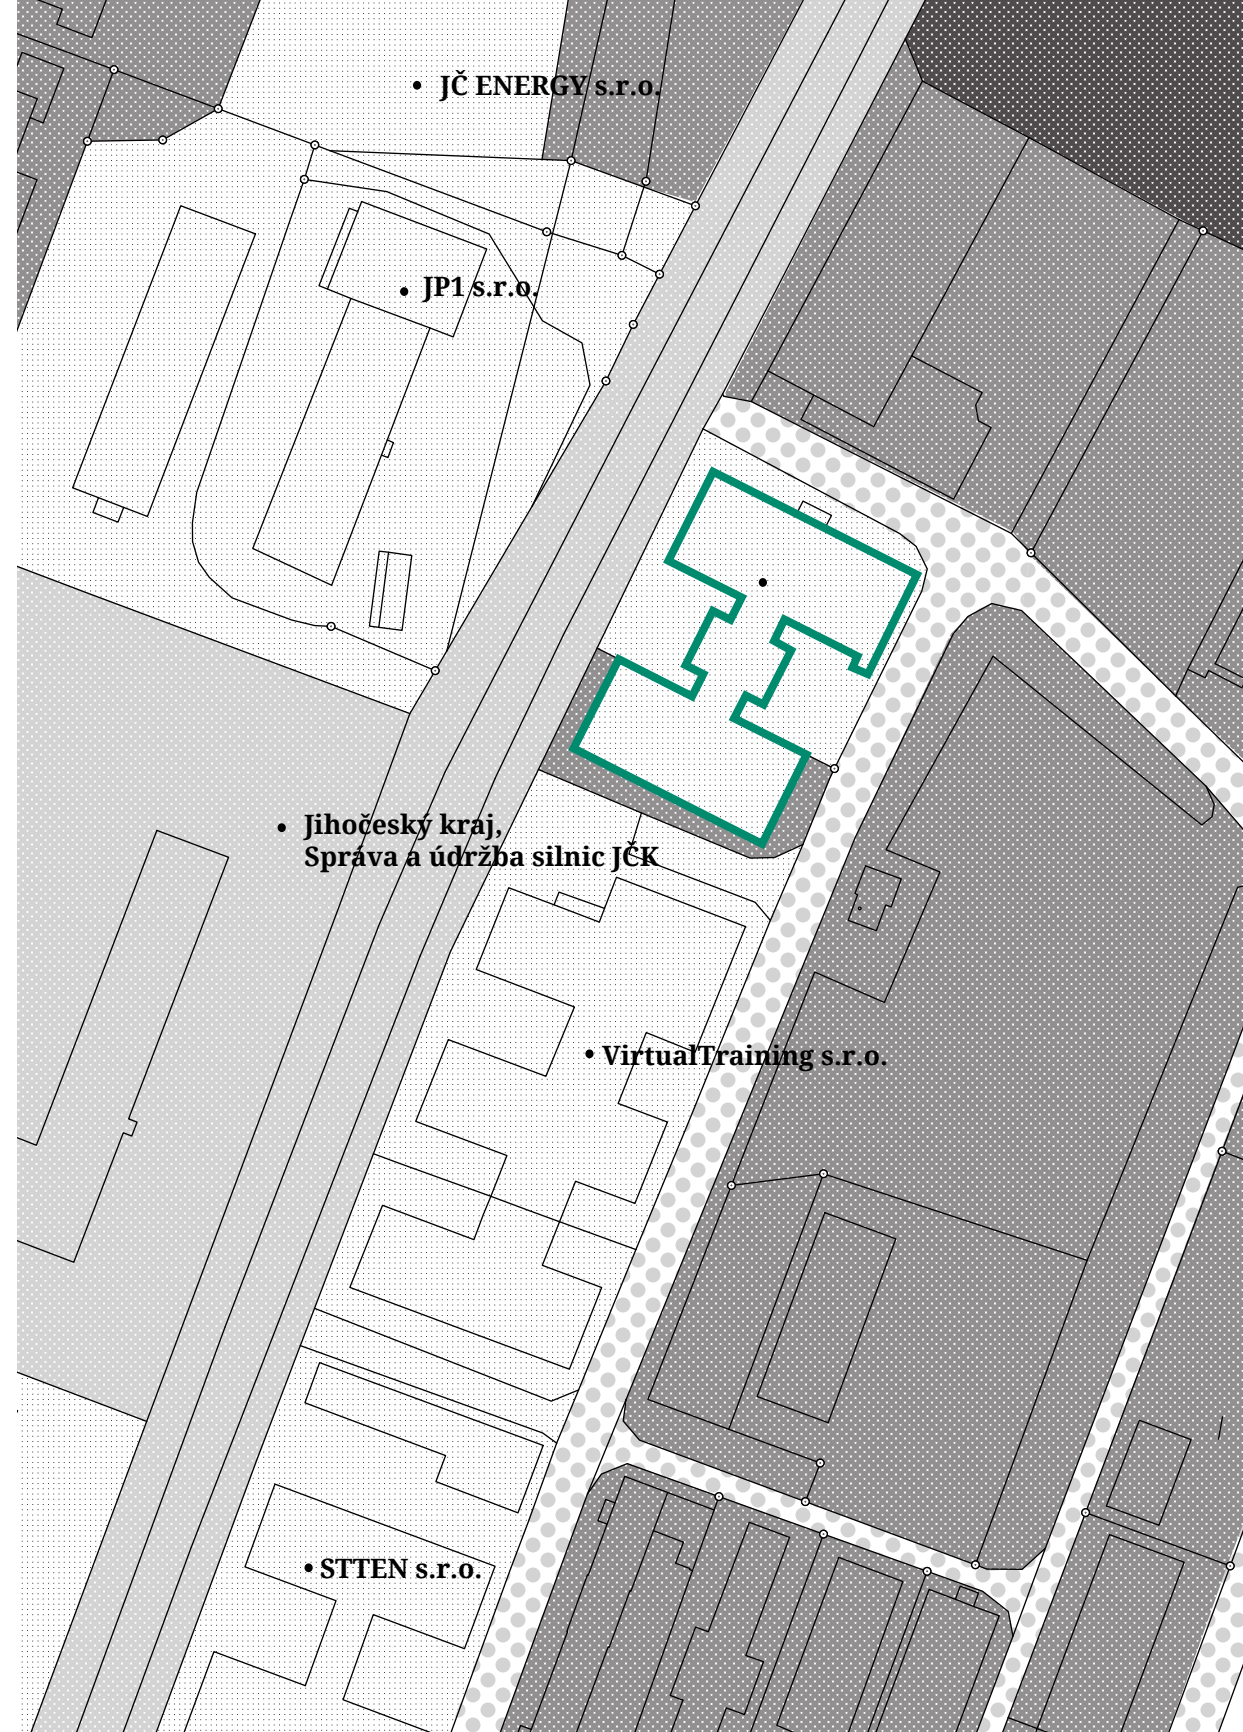 JČ ENERGY s.r.o.
JP1 s.r.o.
Jihočeský kraj,
Správa a údržba silnic JČK
VirtualTraining s.r.o.
STTEN s.r.o.